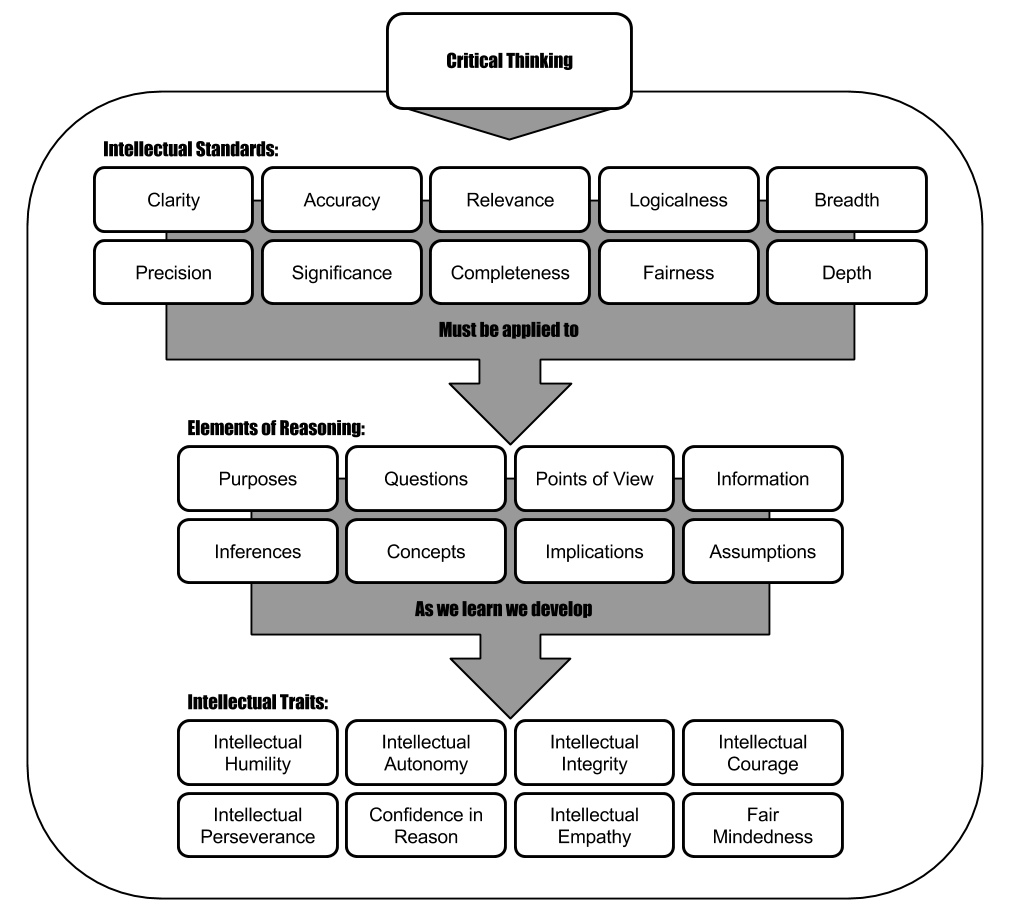 Critical Thinking
Intellectual Standards:
Clarity
Accuracy
Relevance
Logicalness
Breadth
Precision
Significance
Completeness
Fairness
Depth
Must be applied to
Elements of Reasoning:
Purposes
Questions
Points of View
Information
Inferences
Concepts
Implications
Assumptions
As we learn we develop
Intellectual Traits:
Intellectual
Humility
Intellectual
Autonomy
Intellectual
Integrity
Intellectual
Courage
Intellectual
Perseverance
Confidence in
Reason
Intellectual
Empathy
Fair
Mindedness